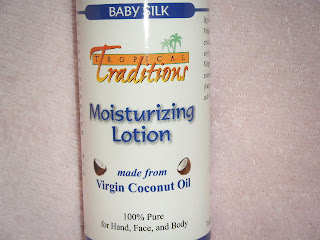 BABY SILK
TROPICAL
Traditions
Moisturizing
Lotion
made from
Virgin Coconut Oil
100% Pure
for Hand, Face, and Body